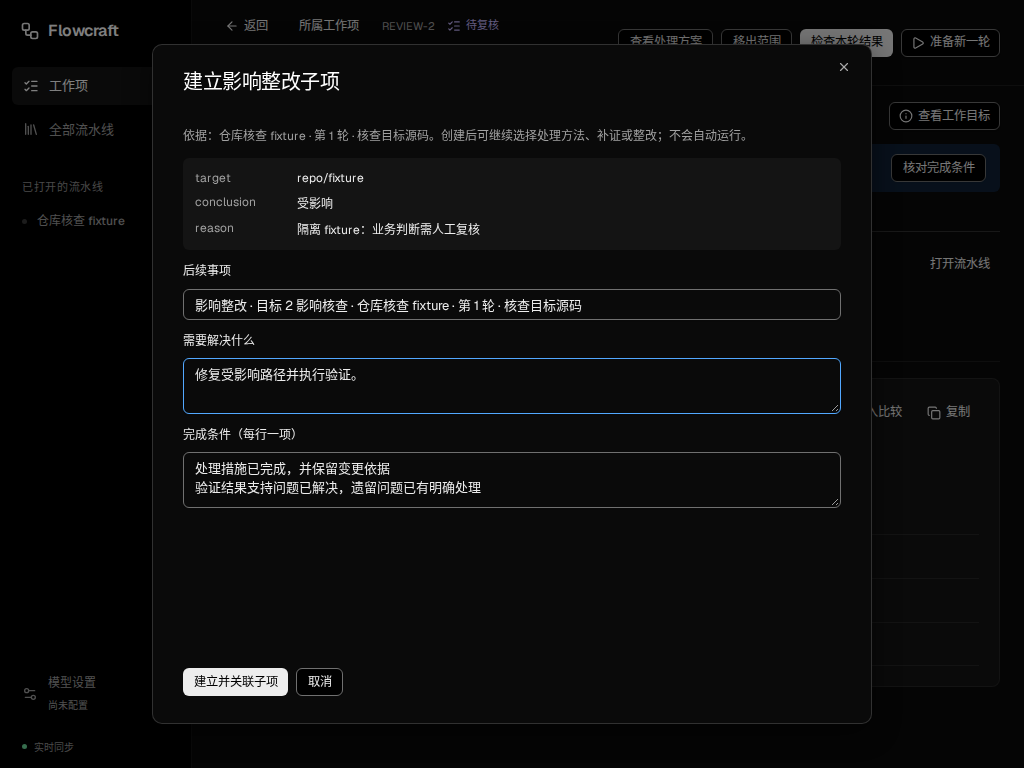 Flowcraft
工作项
全部流水线
已打开的流水线
仓库核查 fixture
模型设置
尚未配置
实时同步
返回
所属工作项
REVIEW-2
待复核
查看处理方案
移出范围
检查本轮结果
准备新一轮
查看工作目标
核对完成条件
打开流水线
入比较
复制
建立影响整改子项
依据：仓库核查 fixture · 第 1 轮 · 核查目标源码。创建后可继续选择处理方法、补证或整改；不会自动运行。
target repo/fixture
conclusion 受影响
reason 隔离 fixture：业务判断需人工复核
后续事项
影响整改 · 目标 2 影响核查 · 仓库核查 fixture · 第 1 轮 · 核查目标源码
需要解决什么
修复受影响路径并执行验证。
完成条件（每行一项）
处理措施已完成，并保留变更依据
验证结果支持问题已解决，遗留问题已有明确处理
建立并关联子项
取消